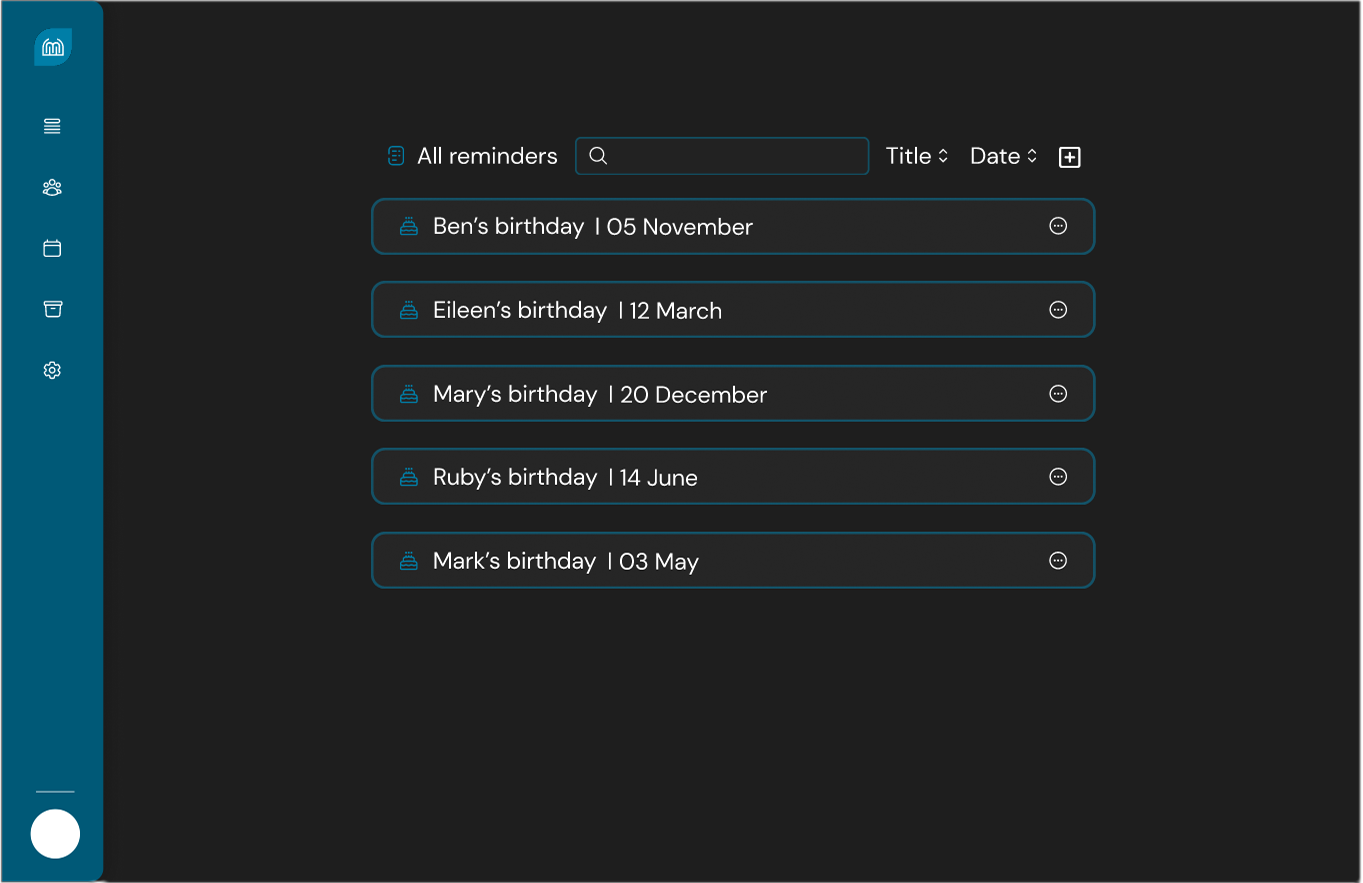 All reminders Title Date
Ben’s birthday | 05 November
Eileen’s birthday | 12 March
Mary’s birthday | 20 December
Ruby’s birthday | 14 June
Mark’s birthday | 03 May